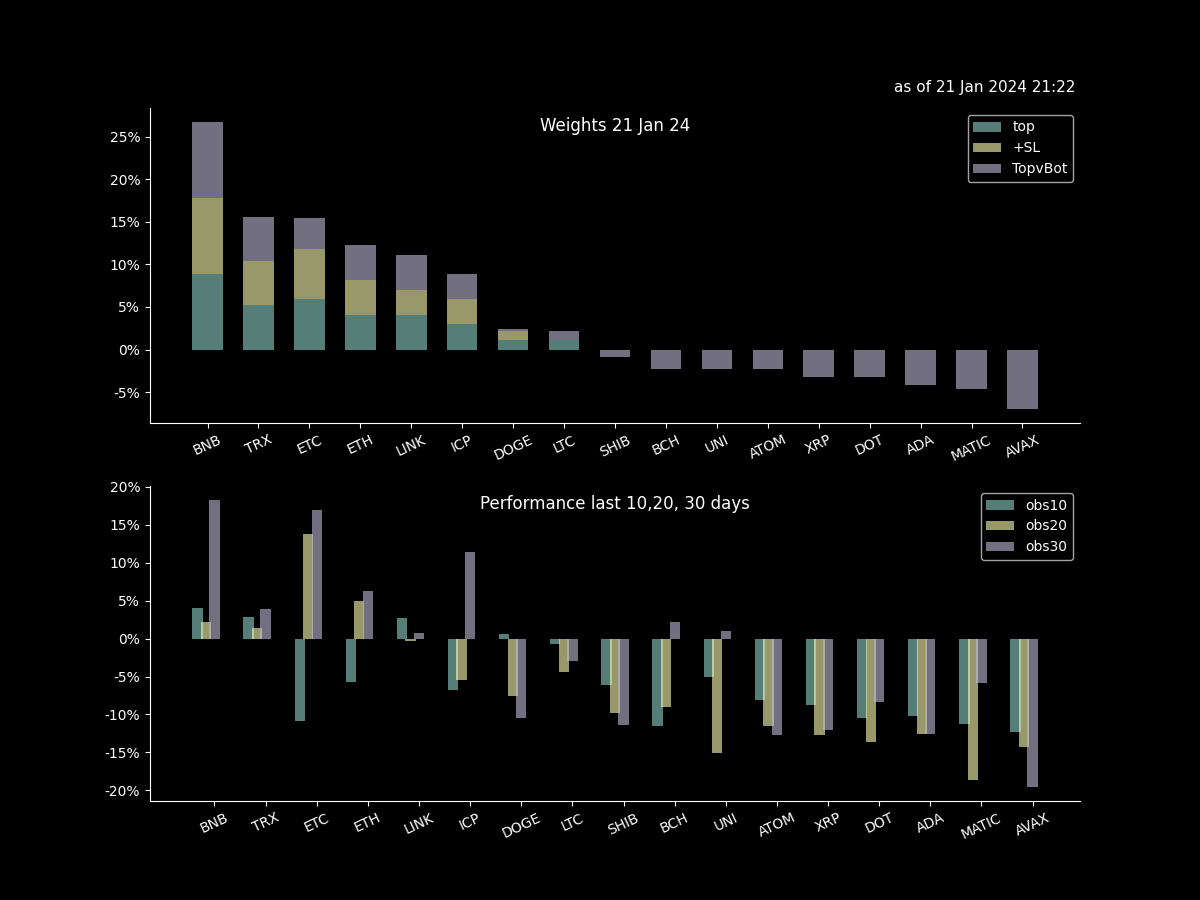 as of 21 Jan 2024 21:22
Weights 21 Jan 24
top
+SL
TopvBot
25%
20%
15%
10%
5%
0%
-5%
BNB TRX ETC ETH LINK ICP DOGE LTC SHIB BCH UNI ATOM XRP DOT ADA MATIC AVAX
Performance last 10,20, 30 days
obs10
obs20
obs30
20%
15%
10%
5%
0%
-5%
-10%
-15%
-20%
BNB TRX ETC ETH LINK ICP DOGE LTC SHIB BCH UNI ATOM XRP DOT ADA MATIC AVAX